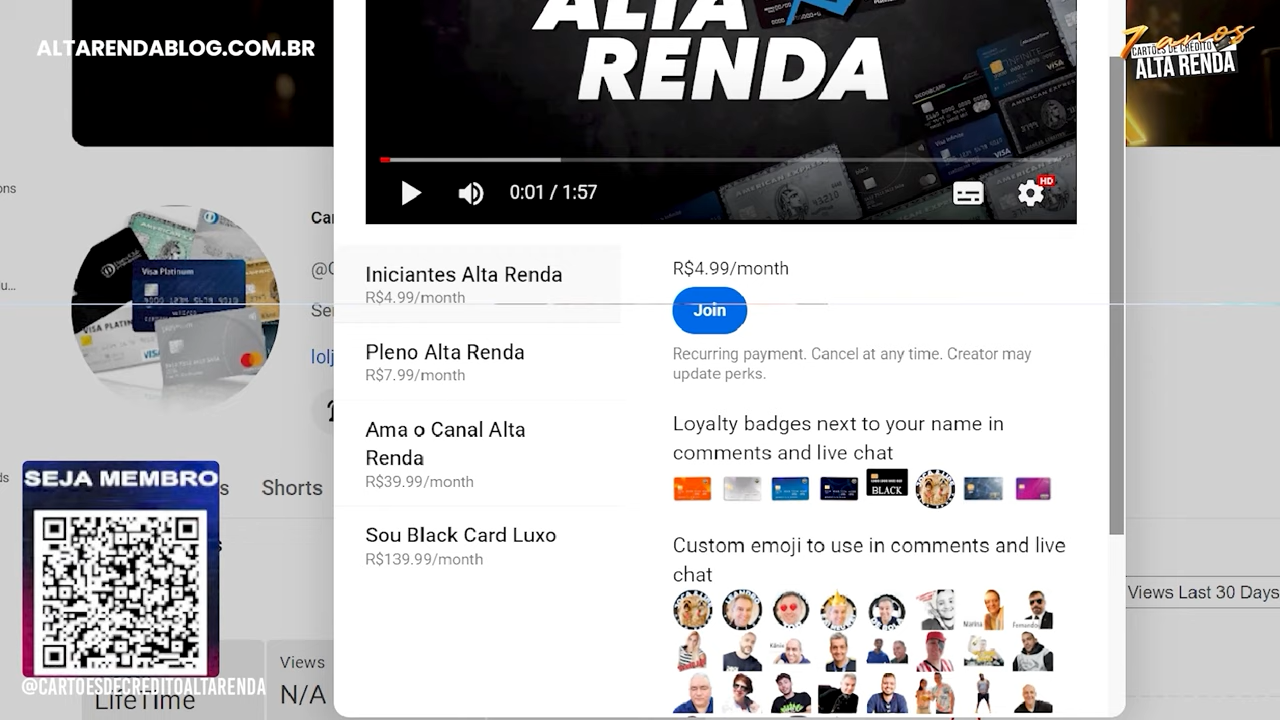 ALTARENDABLOG.COM.BR
ALTA
RENDA
7 anos
CARTÕES DE CRÉDITO
ALTA RENDA
0:01 / 1:57
HD
Visa Platinum
Iniciantes Alta Renda
R$4.99/month
Pleno Alta Renda
R$7.99/month
Ama o Canal Alta
Renda
R$39.99/month
Sou Black Card Luxo
R$139.99/month
R$4.99/month
Join
Recurring payment. Cancel at any time. Creator may
update perks.
Loyalty badges next to your name in
comments and live chat
BLACK
Custom emoji to use in comments and live
chat
Shorts
SEJA MEMBRO
@CARTOESDECREDITOALTARENDA
LifeTime
Views
N/A
Views Last 30 Days